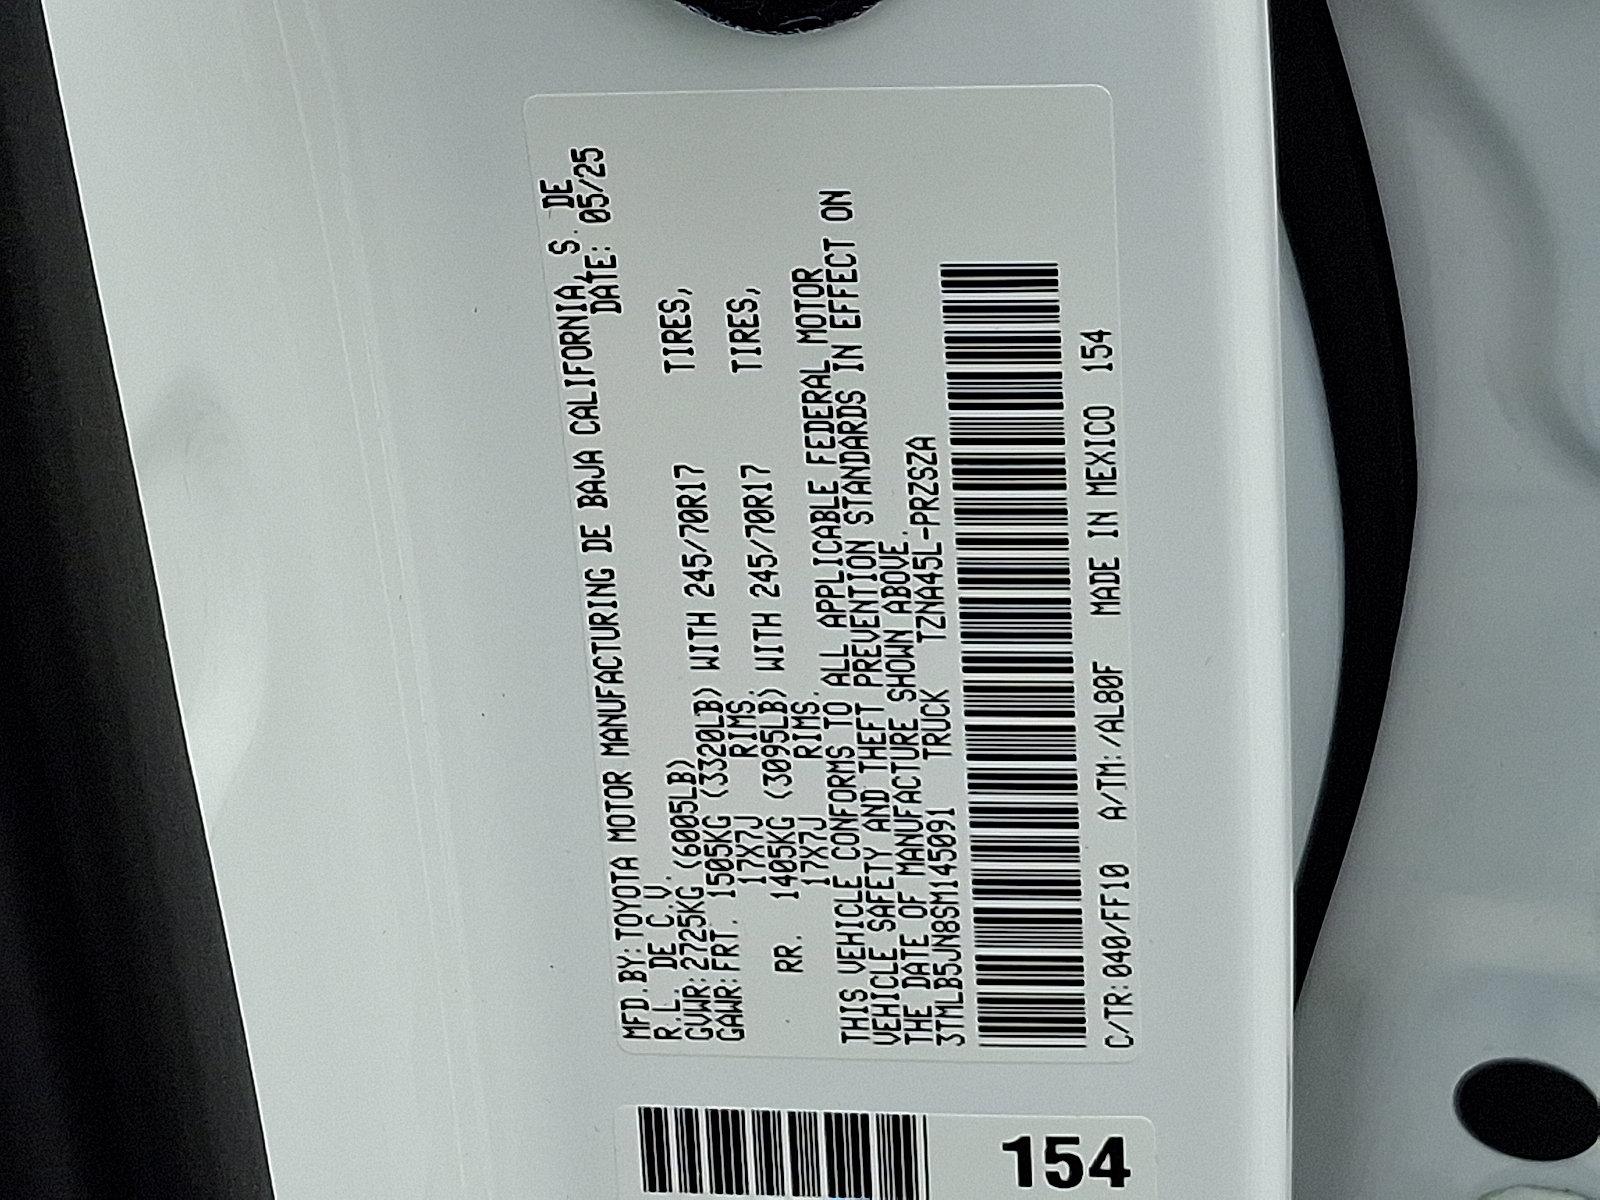 MFD.BY:TOYOTA MOTOR MANUFACTURING DE BAJA CALIFORNIA, S. DE
R.L. DE C.V. DATE: 05/25
GVWR:2725KG(6005LB)
GAWR:FRT. 1505KG (3320LB) WITH 245/70R17 TIRES,
17X7J RIMS.
RR. 1405KG (3095LB) WITH 245/70R17 TIRES,
17X7J RIMS.
THIS VEHICLE CONFORMS TO ALL APPLICABLE FEDERAL MOTOR
VEHICLE SAFETY AND THEFT PREVENTION STANDARDS IN EFFECT ON
THE DATE OF MANUFACTURE SHOWN ABOVE.
3TMLB5JN8SM145091 TRUCK TZNA45L-PRZSZA
C/TR:040/FF10 A/TM:/AL80F MADE IN MEXICO 154
154